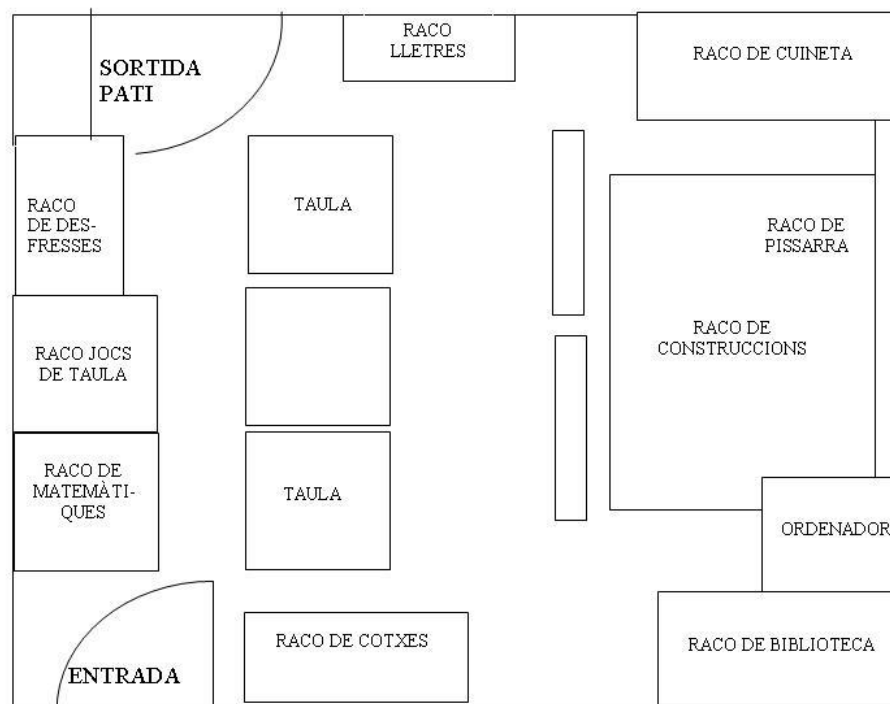 RACO
LLETRES
RACO DE CUINETA
SORTIDA
PATI
RACO
DE DES-
FRESSES
TAULA
RACO DE
PISSARRA
RACO JOCS
DE TAULA
RACO DE
CONSTRUCCIONS
RACO DE
MATEMÀTI-
QUES
TAULA
ORDENADOR
RACO DE COTXES
RACO DE BIBLIOTECA
ENTRADA